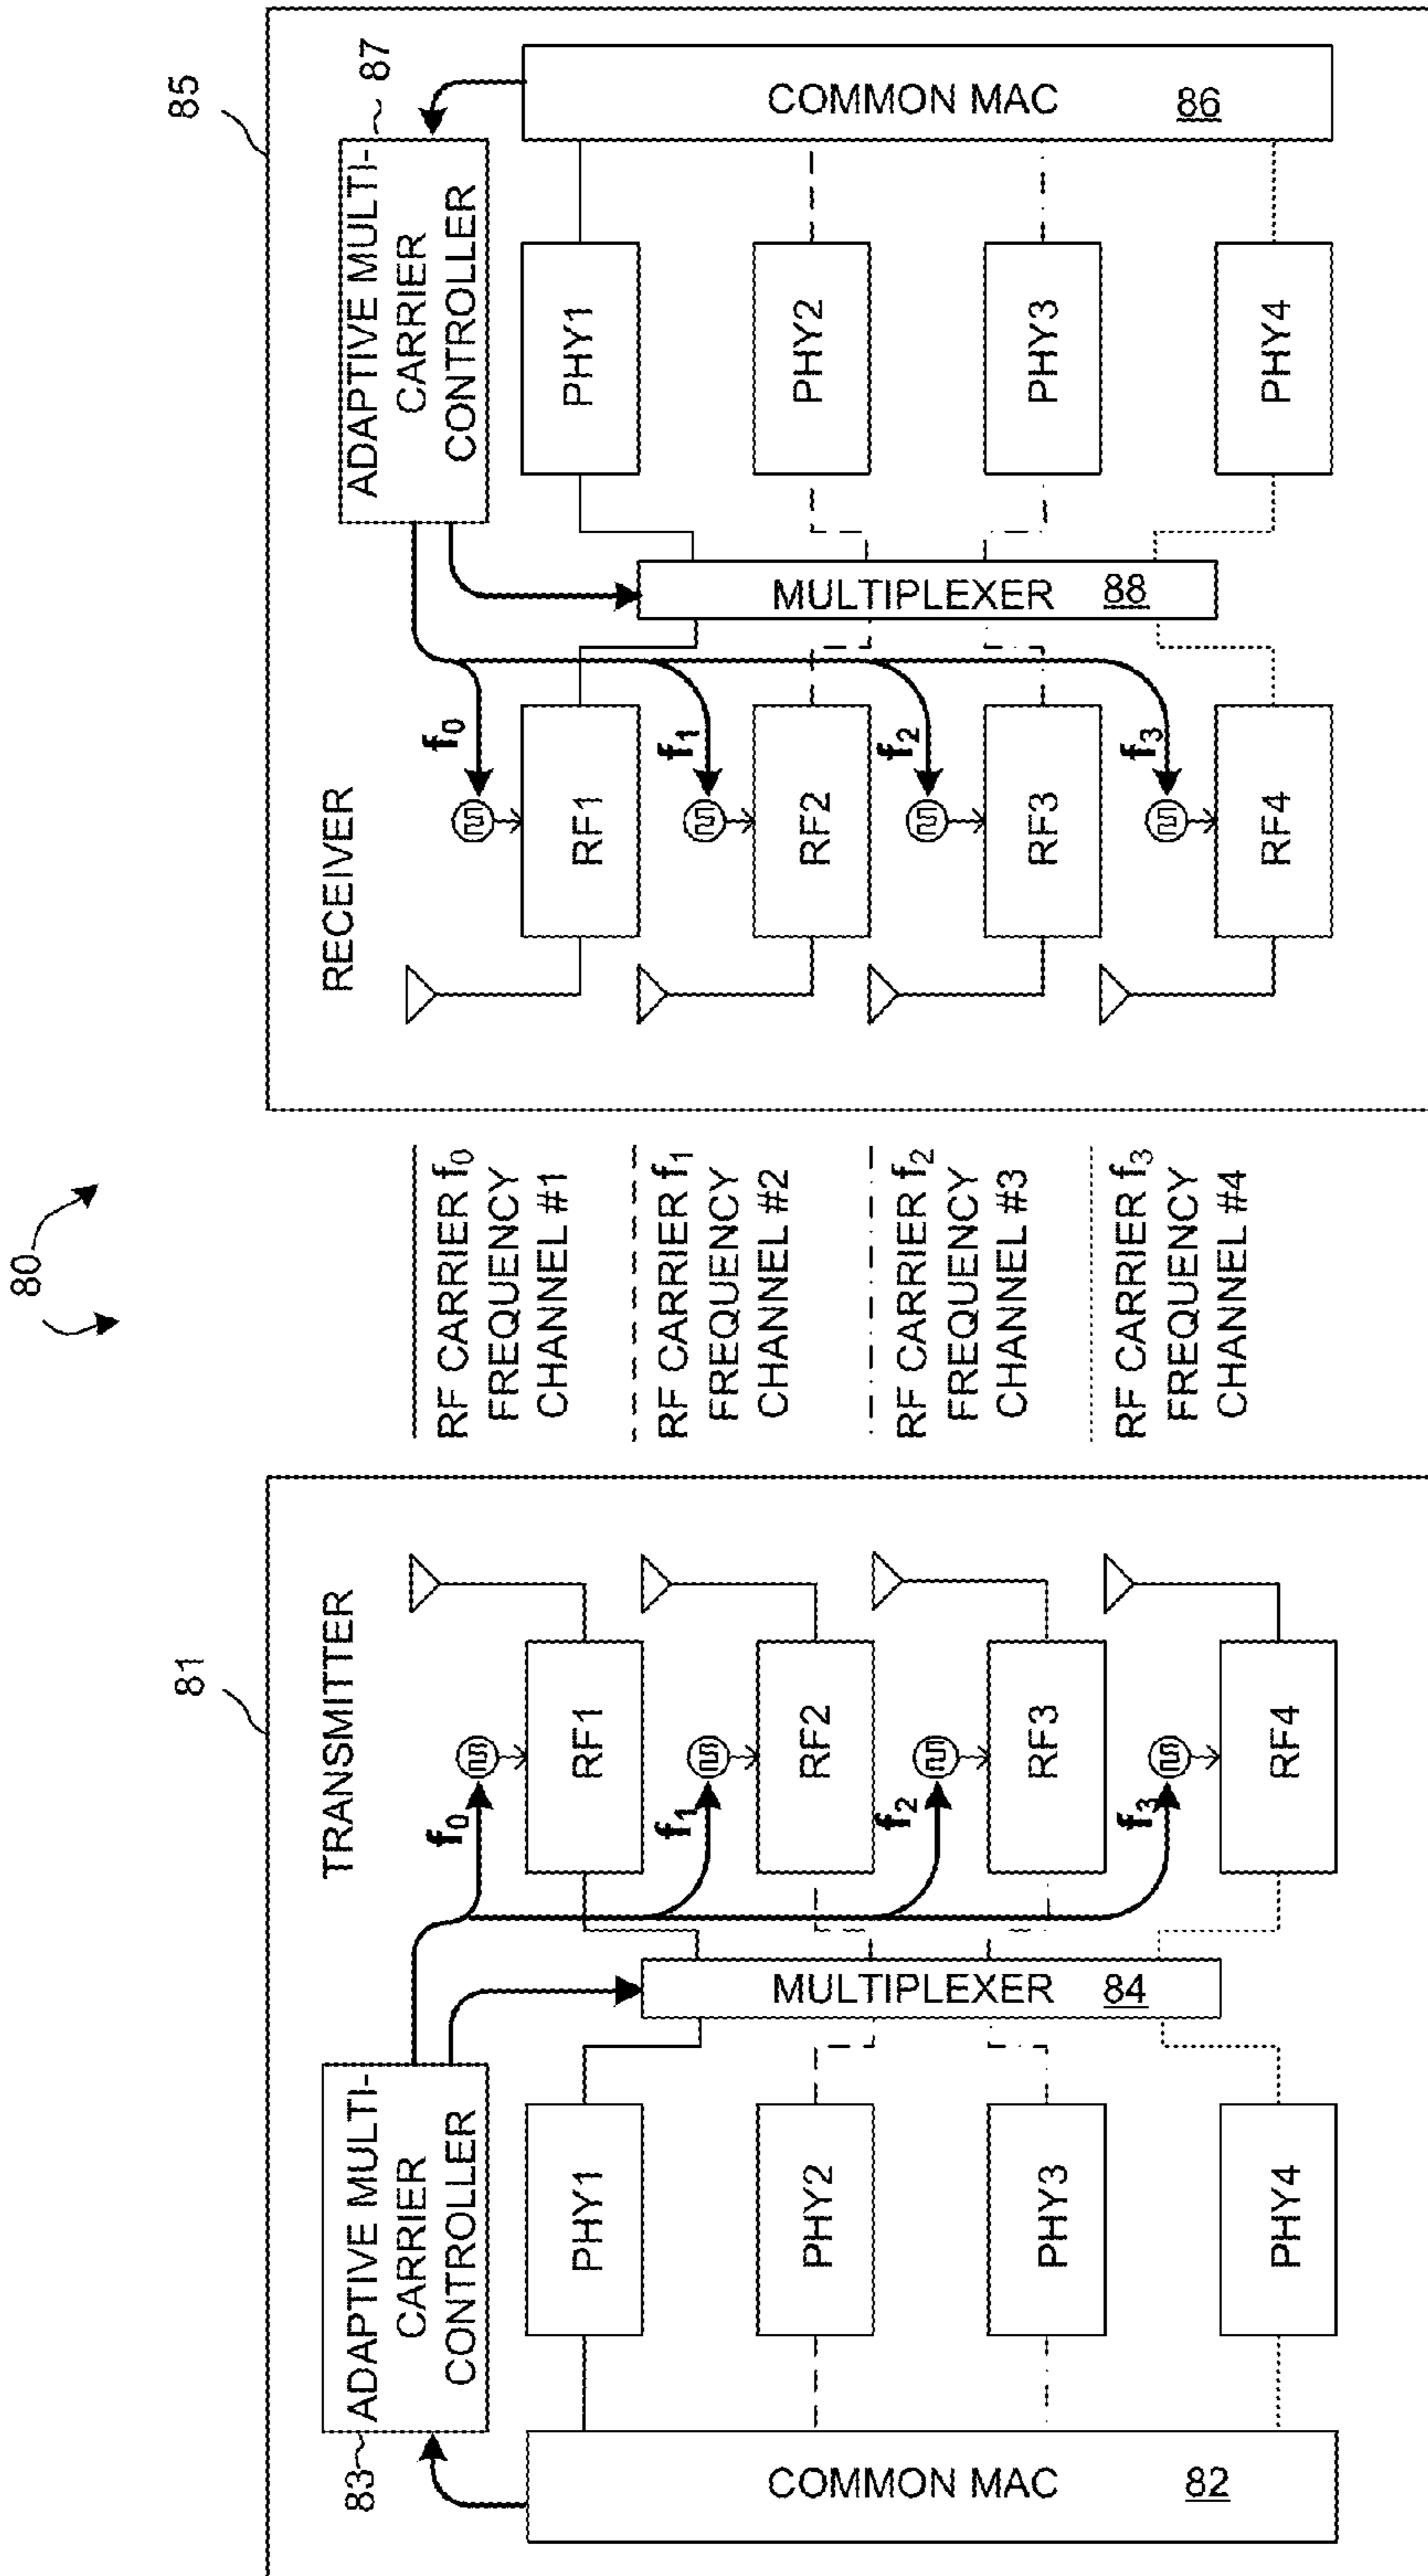 80
81
TRANSMITTER
83
ADAPTIVE MULTI-
CARRIER
CONTROLLER
f0
f1
f2
f3
PHY1
RF1
PHY2
RF2
PHY3
RF3
PHY4
RF4
COMMON MAC 82
MULTIPLEXER 84
RF CARRIER f0
FREQUENCY
CHANNEL #1
RF CARRIER f1
FREQUENCY
CHANNEL #2
RF CARRIER f2
FREQUENCY
CHANNEL #3
RF CARRIER f3
FREQUENCY
CHANNEL #4
85
RECEIVER
ADAPTIVE MULTI-
CARRIER
CONTROLLER
87
f0
f1
f2
f3
RF1
PHY1
RF2
PHY2
RF3
PHY3
RF4
PHY4
MULTIPLEXER 88
COMMON MAC 86